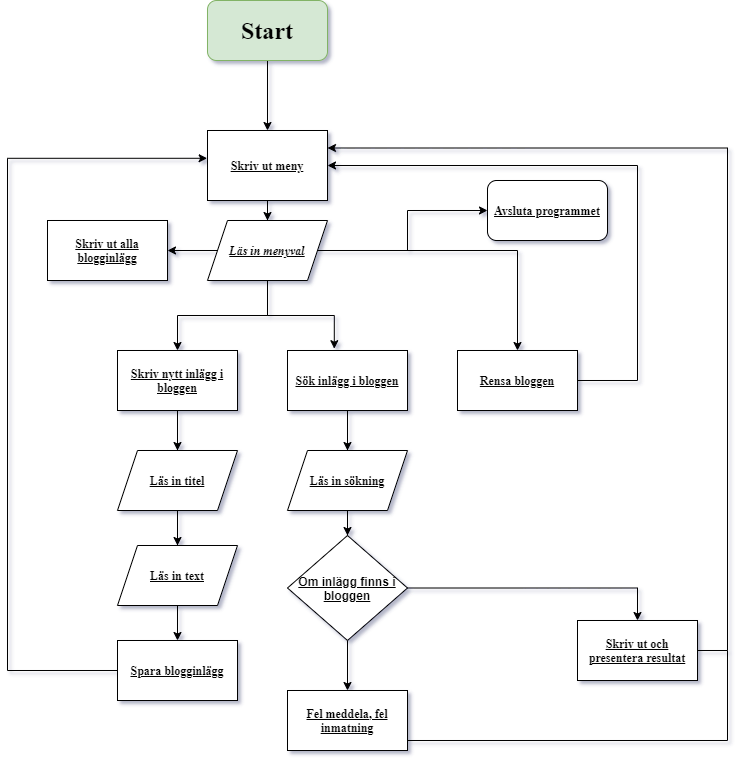 Start
Skriv ut meny
Avsluta programmet
Skriv ut alla
blogginlägg
Läs in menyval
Skriv nytt inlägg i
bloggen
Sök inlägg i bloggen
Rensa bloggen
Läs in titel
Läs in sökning
Läs in text
Om inlägg finns i
bloggen
Skriv ut och
presentera resultat
Spara blogginlägg
Fel meddela, fel
inmatning